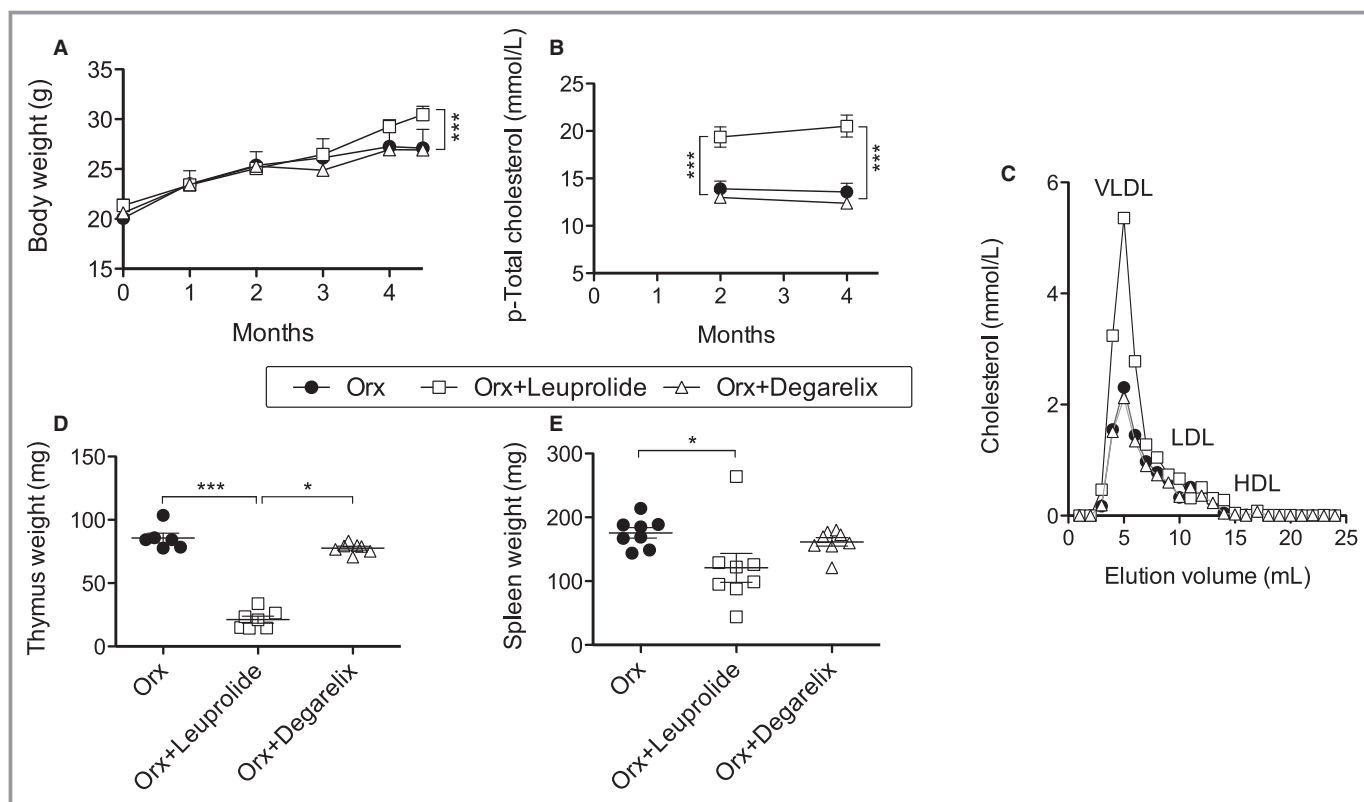 A
Body weight (g)
35
30
25
20
15
0 1 2 3 4
Months
***
B
p-Total cholesterol (mmol/L)
25
20
15
10
5
0 1 2 3 4
Months
***
***
C
Cholesterol (mmol/L)
6
4
2
0
0 5 10 15 20 25
Elution volume (mL)
VLDL
LDL
HDL
Orx Orx+Leuprolide Orx+Degarelix
D
Thymus weight (mg)
150
100
50
0
*** *
Orx
Orx+Leuprolide
Orx+Degarelix
E
Spleen weight (mg)
300
200
100
0
*
Orx
Orx+Leuprolide
Orx+Degarelix